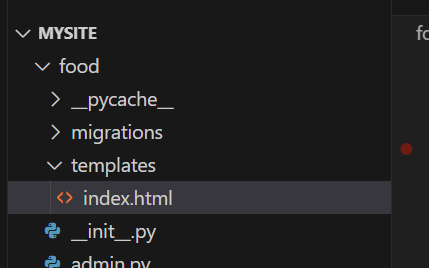 MYSITE
food
__pycache__
migrations
templates
index.html
__init__.py
admin.py